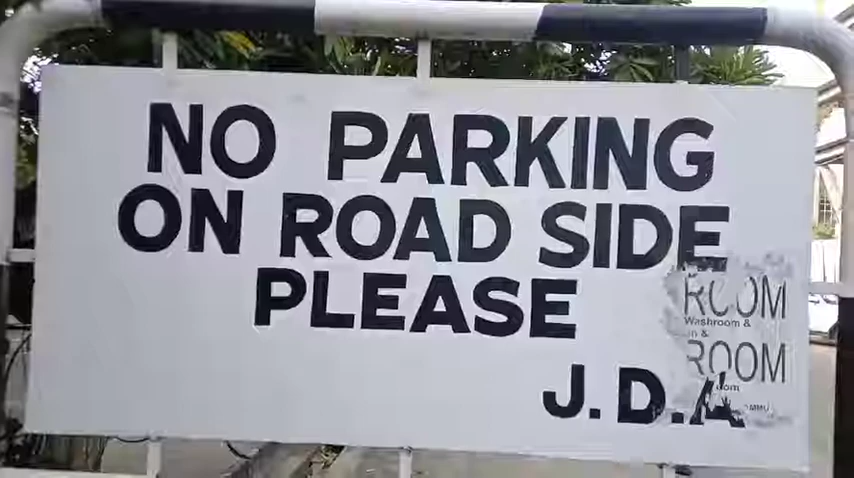 NO PARKING
ON ROAD SIDE
PLEASE
J.D.A
ROOM
Washroom &
&
ROOM